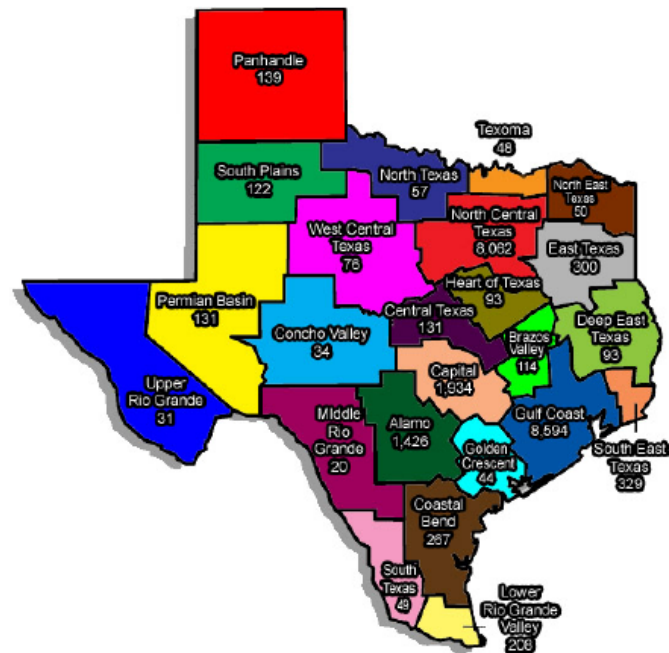 Panhandle
139
Texoma
48
South Plains
122
North Texas
57
North East
Texas
50
North Central
Texas
8,062
West Central
Texas
76
East Texas
300
Heart of Texas
93
Permian Basin
131
Central Texas
131
Deep East
Texas
93
Concho Valley
34
Brazos
Valley
114
Capital
1,934
Upper
Rio Grande
31
Middle
Rio
Grande
20
Alamo
1,426
Gulf Coast
8,594
Golden
Crescent
44
South East
Texas
329
Coastal
Bend
267
South
Texas
49
Lower
Rio Grande
Valley
208